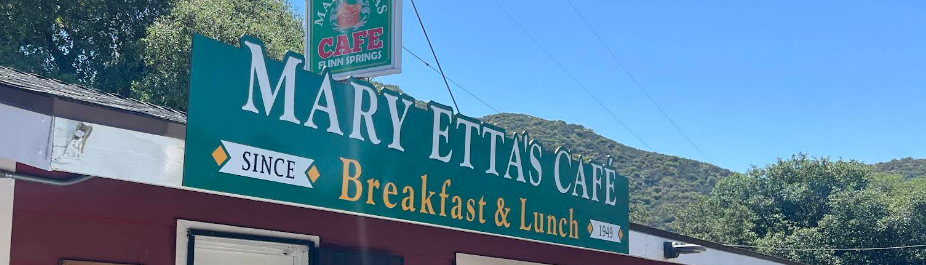 CAFE
FLINN SPRINGS
MARY ETTA'S CAFÉ
SINCE
Breakfast & Lunch
1949